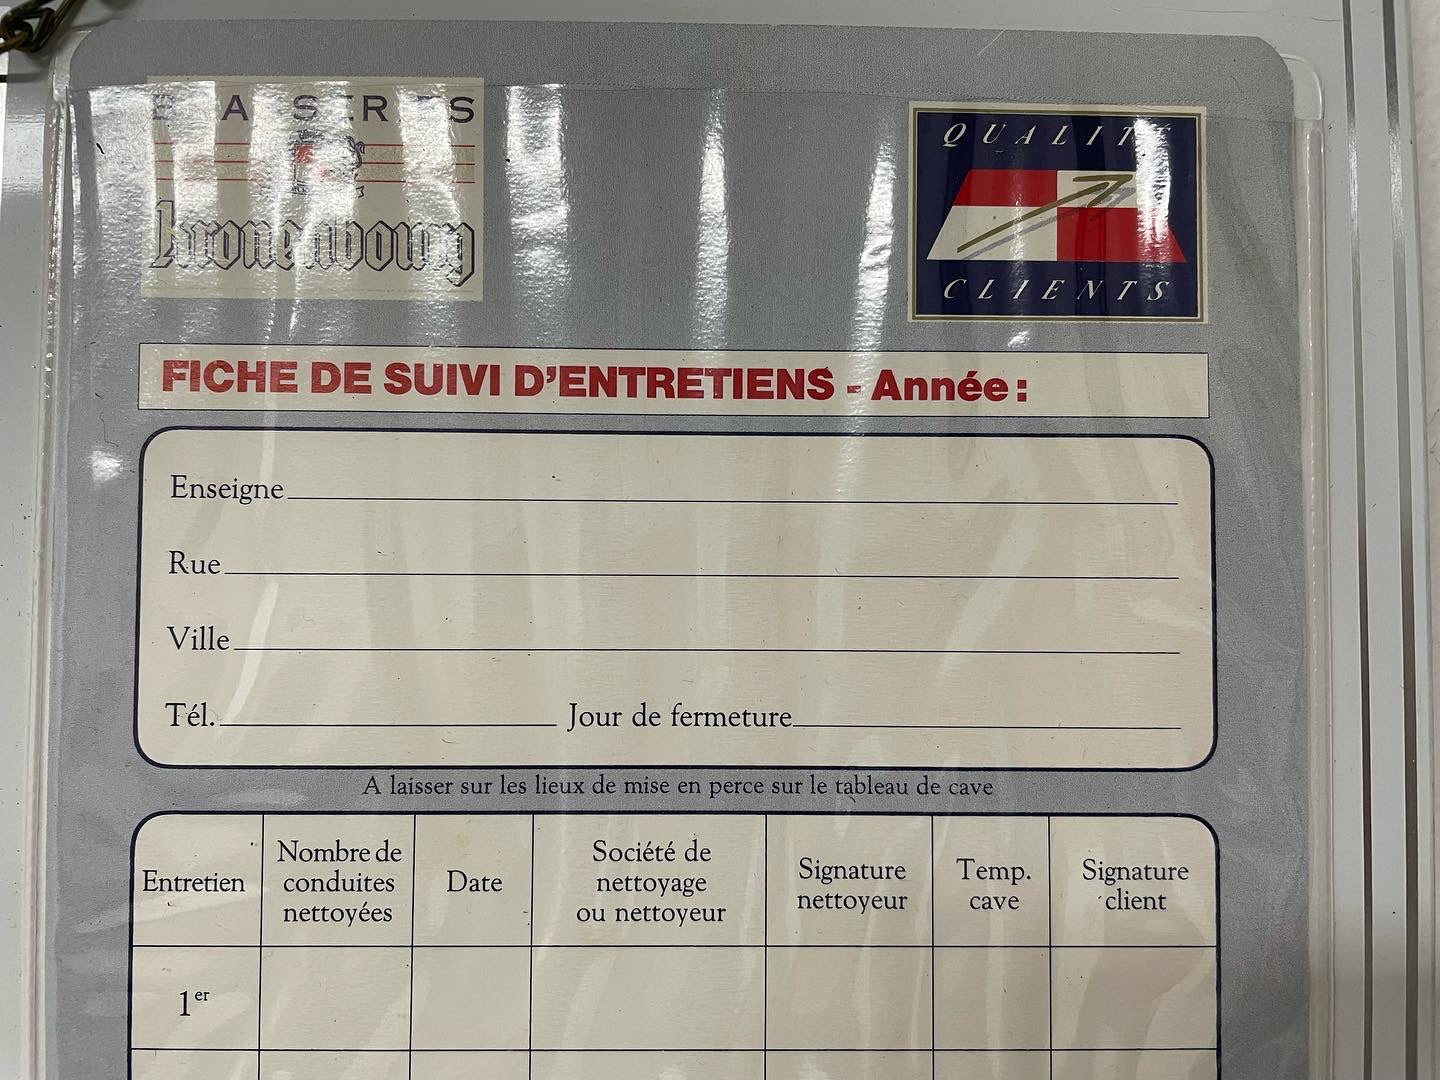 BRASSERIES
Kronenbourg
QUALITÉ
CLIENTS
FICHE DE SUIVI D'ENTRETIENS - Année :
Enseigne
Rue
Ville
Tél. Jour de fermeture
A laisser sur les lieux de mise en perce sur le tableau de cave
Entretien
Nombre de
conduites
nettoyées
Date
Société de
nettoyage
ou nettoyeur
Signature
nettoyeur
Temp.
cave
Signature
client
1er